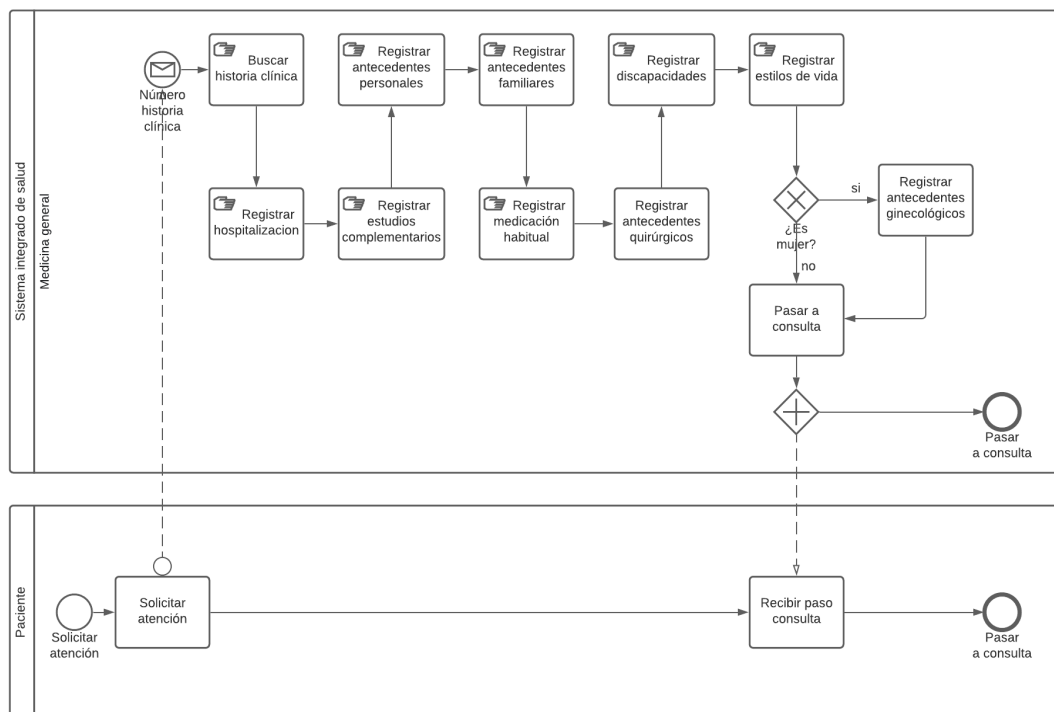 Sistema integrado de salud
Medicina general
Número
historia
clínica
Buscar
historia clínica
Registrar
antecedentes
personales
Registrar
antecedentes
familiares
Registrar
discapacidades
Registrar
estilos de vida
Registrar
hospitalizacion
Registrar
estudios
complementarios
Registrar
medicación
habitual
Registrar
antecedentes
quirúrgicos
¿Es
mujer?
si
no
Registrar
antecedentes
ginecológicos
Pasar a
consulta
Pasar
a consulta
Paciente
Solicitar
atención
Solicitar
atención
Recibir paso
consulta
Pasar
a consulta